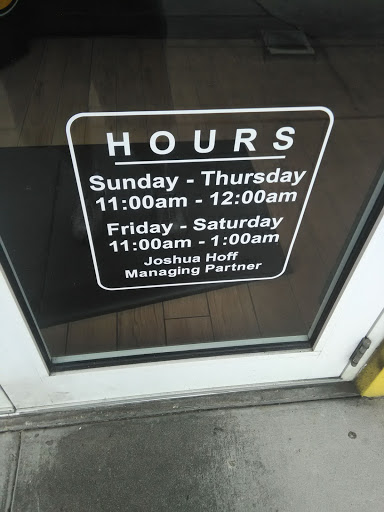 HOURS
Sunday - Thursday
11:00am - 12:00am
Friday - Saturday
11:00am - 1:00am
Joshua Hoff
Managing Partner